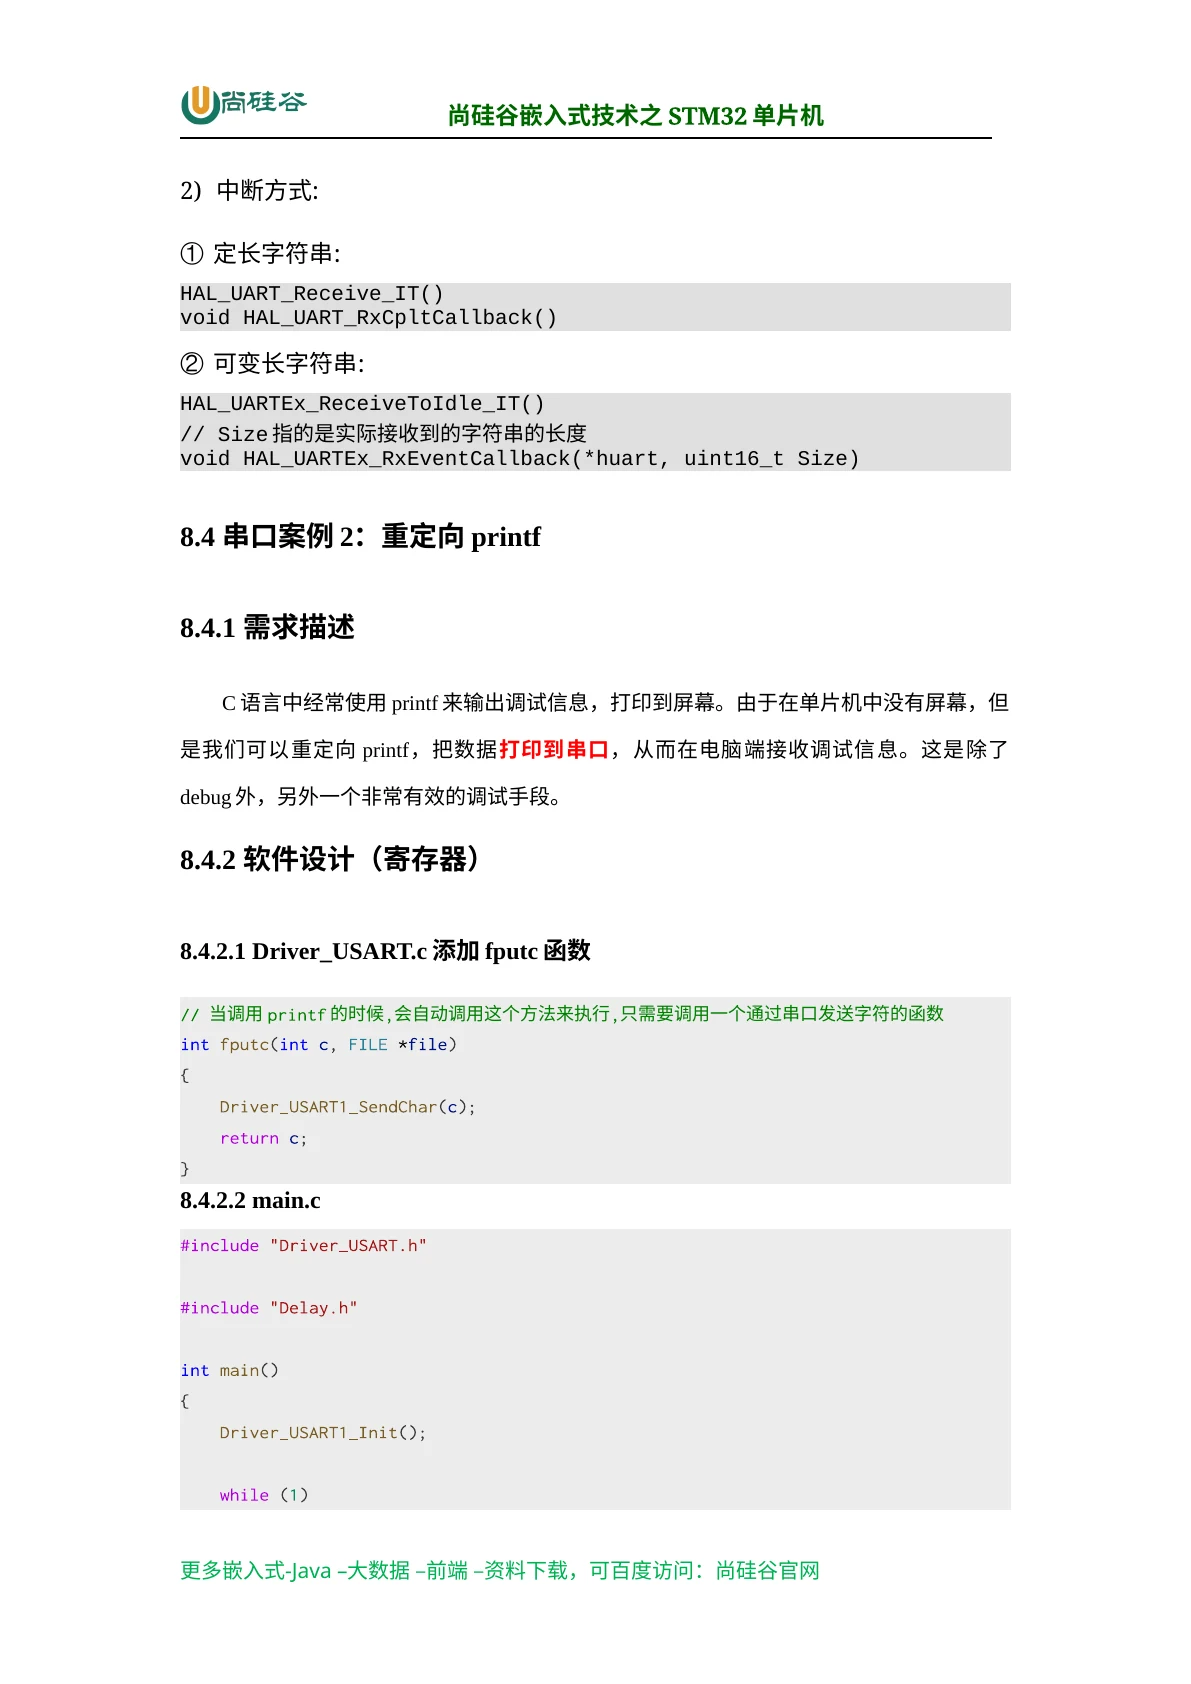 尚硅谷
尚硅谷嵌入式技术之 STM32 单片机
2) 中断方式:
① 定长字符串:
HAL_UART_Receive_IT()
void HAL_UART_RxCpltCallback()
② 可变长字符串:
HAL_UARTEx_ReceiveToIdle_IT()
// Size 指的是实际接收到的字符串的长度
void HAL_UARTEx_RxEventCallback(*huart, uint16_t Size)
8.4 串口案例 2：重定向 printf
8.4.1 需求描述
C 语言中经常使用 printf 来输出调试信息，打印到屏幕。由于在单片机中没有屏幕，但
是我们可以重定向 printf，把数据打印到串口，从而在电脑端接收调试信息。这是除了
debug 外，另外一个非常有效的调试手段。
8.4.2 软件设计（寄存器）
8.4.2.1 Driver_USART.c 添加 fputc 函数
// 当调用 printf 的时候,会自动调用这个方法来执行,只需要调用一个通过串口发送字符的函数
int fputc(int c, FILE *file)
{
    Driver_USART1_SendChar(c);
    return c;
}
8.4.2.2 main.c
#include "Driver_USART.h"
#include "Delay.h"
int main()
{
    Driver_USART1_Init();
    while (1)
更多嵌入式-Java –大数据 –前端 –资料下载，可百度访问：尚硅谷官网